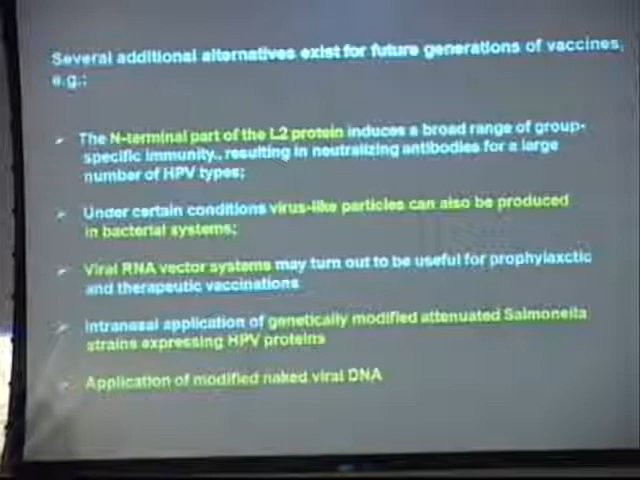 Several additional alternatives exist for future generations of vaccines,
e.g.:
➢ The N-terminal part of the L2 protein induces a broad range of group-
specific immunity., resulting in neutralizing antibodies for a large
number of HPV types;
➢ Under certain conditions virus-like particles can also be produced
in bacterial systems;
➢ Viral RNA vector systems may turn out to be useful for prophylaxctic
and therapeutic vaccinations
➢ Intranasal application of genetically modified attenuated Salmonella
strains expressing HPV proteins
➢ Application of modified naked viral DNA